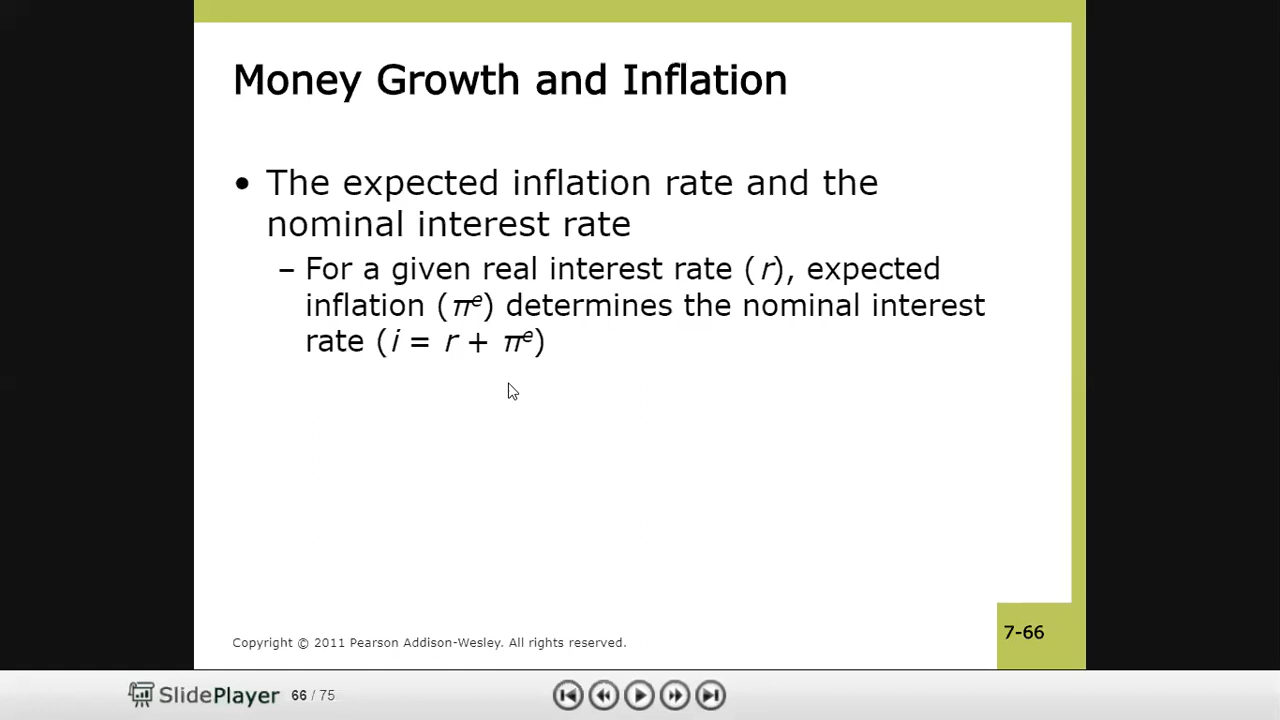 Money Growth and Inflation
• The expected inflation rate and the
nominal interest rate
– For a given real interest rate (r), expected
inflation (πᵉ) determines the nominal interest
rate (i = r + πᵉ)
Copyright © 2011 Pearson Addison-Wesley. All rights reserved.
7-66
SlidePlayer 66 / 75